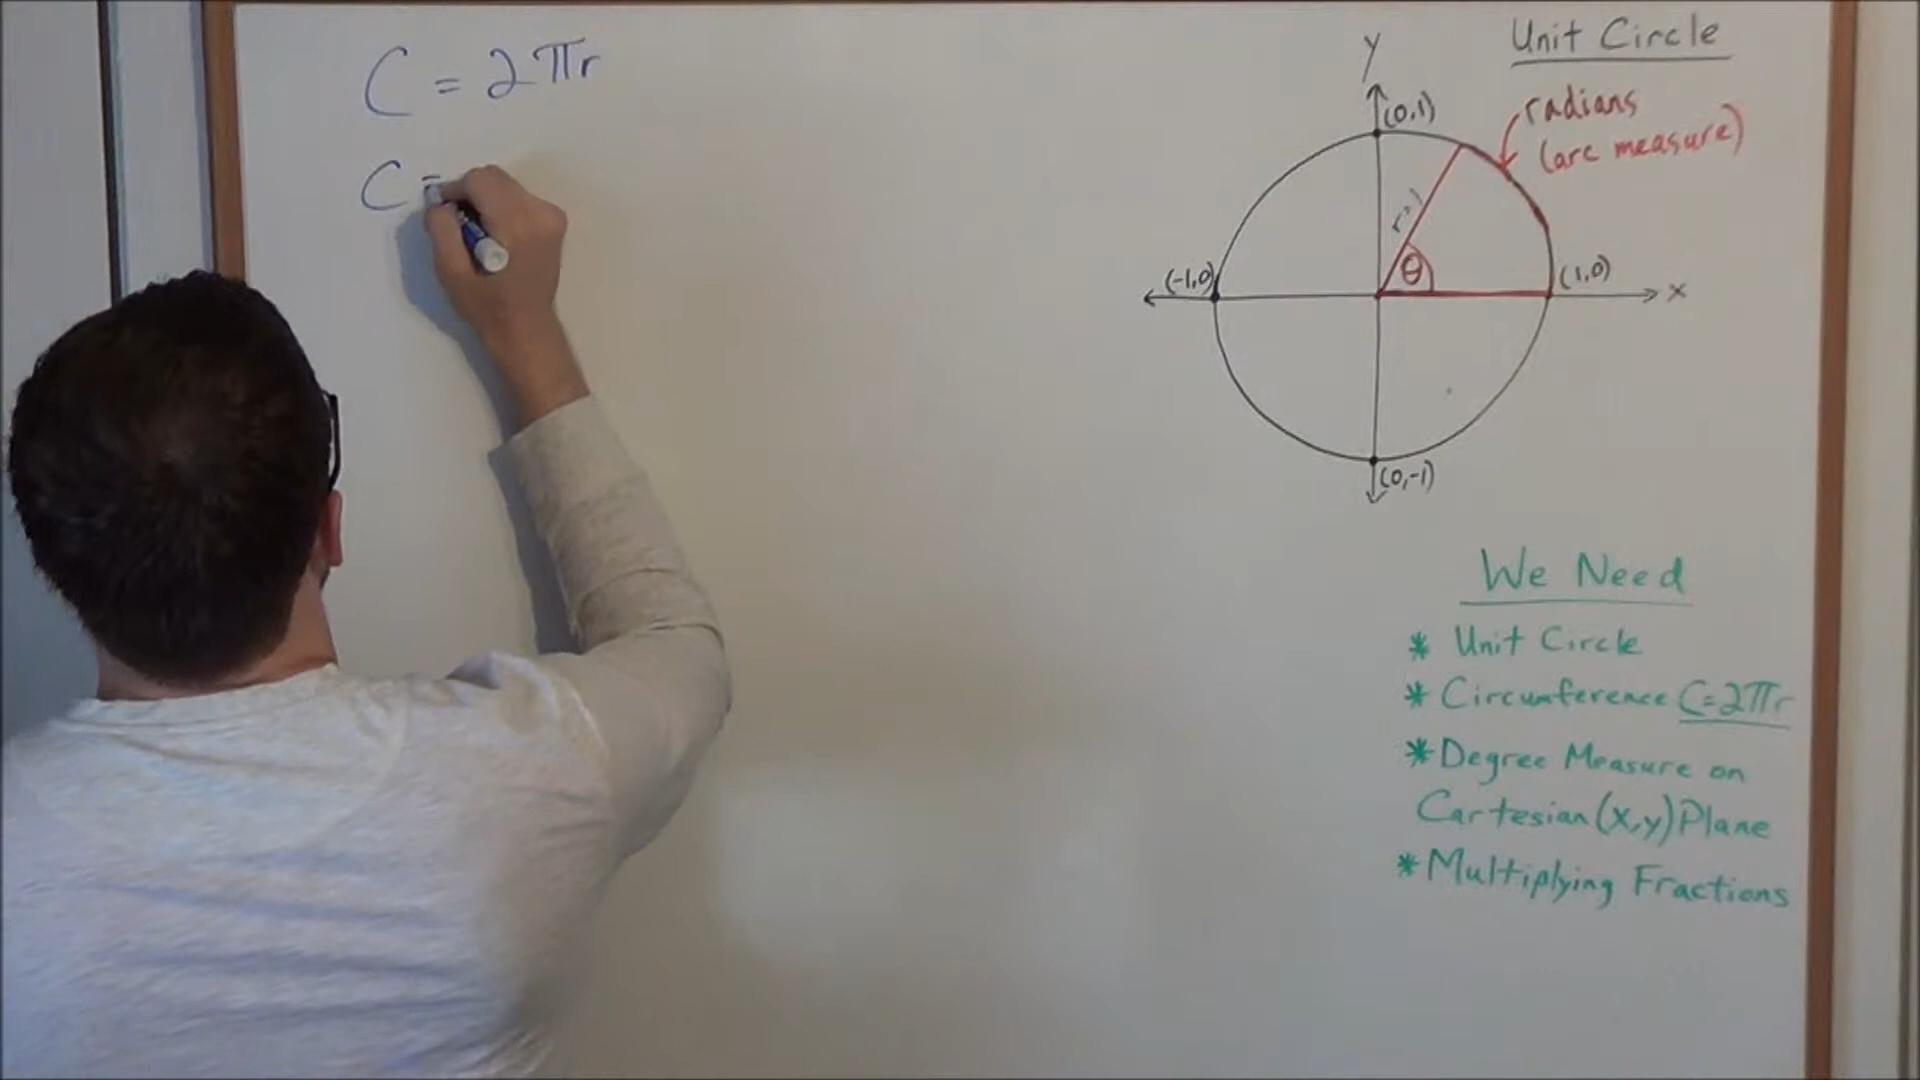 C = 2πr
C =
Unit Circle
radians
(arc measure)
y
(0,1)
r=1
θ
(-1,0)
(1,0)
x
(0,-1)
We Need
* Unit Circle
* Circumference C=2πr
* Degree Measure on
Cartesian (x,y) Plane
* Multiplying Fractions